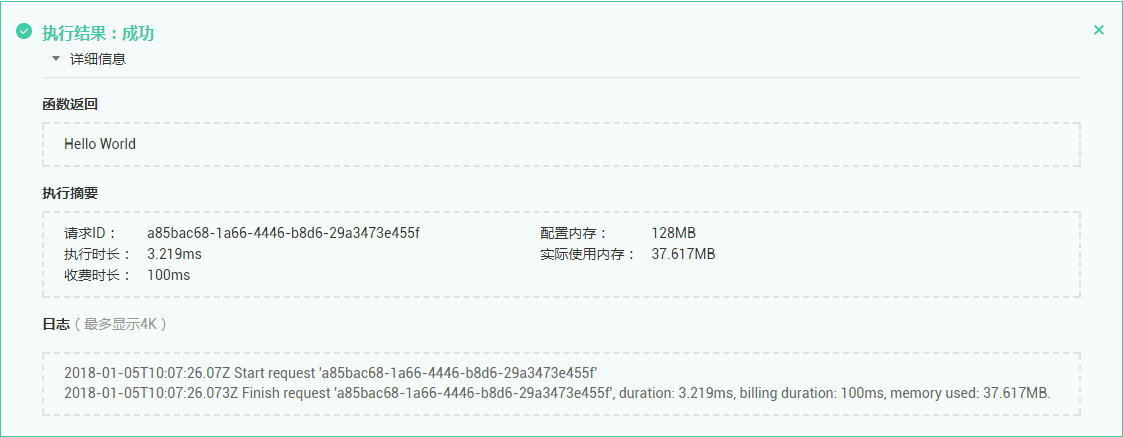 执行结果：成功
详细信息
函数返回
Hello World
执行摘要
请求ID： a85bac68-1a66-4446-b8d6-29a3473e455f 配置内存： 128MB
执行时长： 3.219ms 实际使用内存： 37.617MB
收费时长： 100ms
日志（最多显示4K）
2018-01-05T10:07:26.07Z Start request 'a85bac68-1a66-4446-b8d6-29a3473e455f'
2018-01-05T10:07:26.073Z Finish request 'a85bac68-1a66-4446-b8d6-29a3473e455f', duration: 3.219ms, billing duration: 100ms, memory used: 37.617MB.